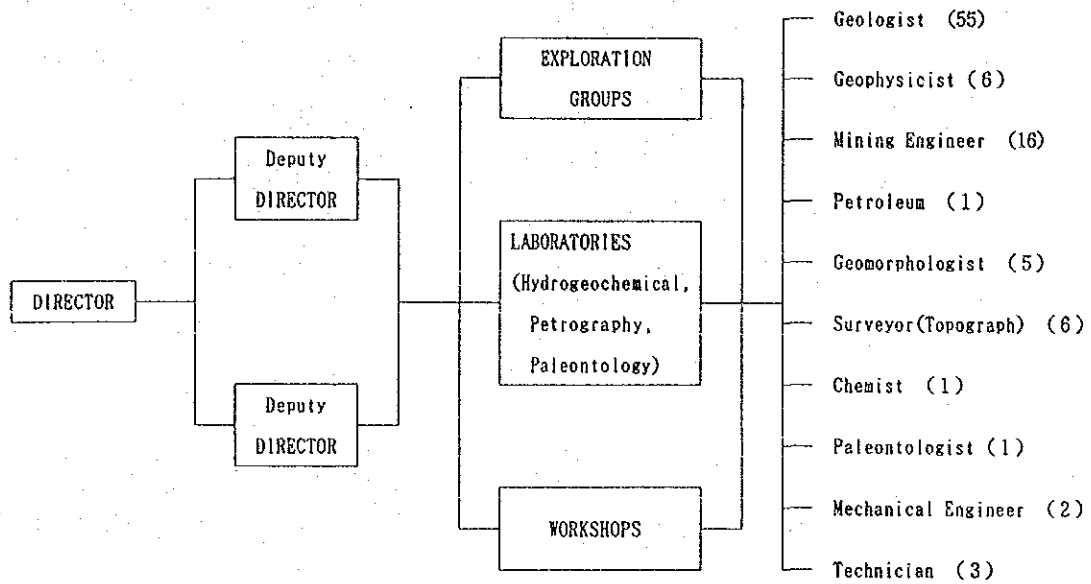 DIRECTOR
Deputy
DIRECTOR
Deputy
DIRECTOR
EXPLORATION
GROUPS
LABORATORIES
(Hydrogeochemical,
Petrography,
Paleontology)
WORKSHOPS
Geologist (55)
Geophysicist (6)
Mining Engineer (16)
Petroleum (1)
Geomorphologist (5)
Surveyor(Topograph) (6)
Chemist (1)
Paleontologist (1)
Mechanical Engineer (2)
Technician (3)